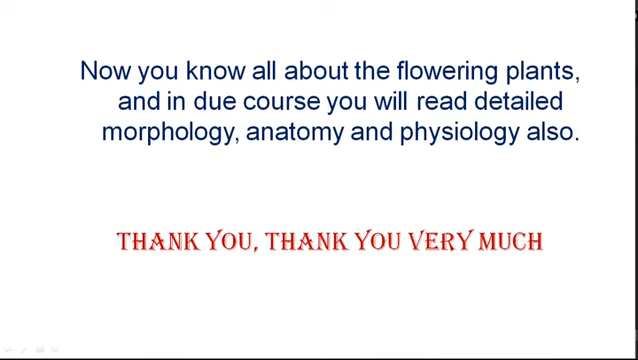 Now you know all about the flowering plants,
and in due course you will read detailed
morphology, anatomy and physiology also.
THANK YOU, THANK YOU VERY MUCH